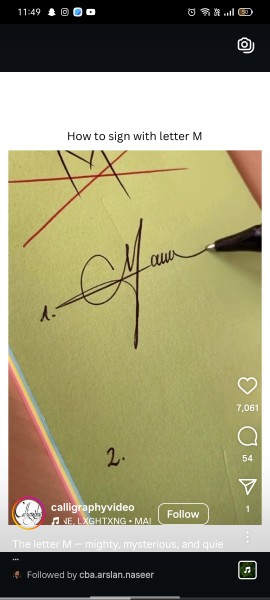 11:49
How to sign with letter M
M
1.
2.
7,061
54
1
calligraphyvideo
Follow
NE, LXGHTXNG • MAI
The letter M — mighty, mysterious, and quie
...
Followed by cba.arslan.naseer